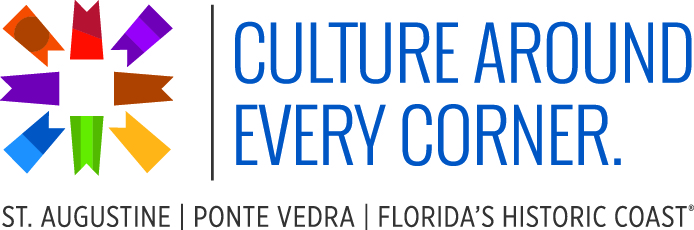 CULTURE AROUND
EVERY CORNER.
ST. AUGUSTINE | PONTE VEDRA | FLORIDA'S HISTORIC COAST®